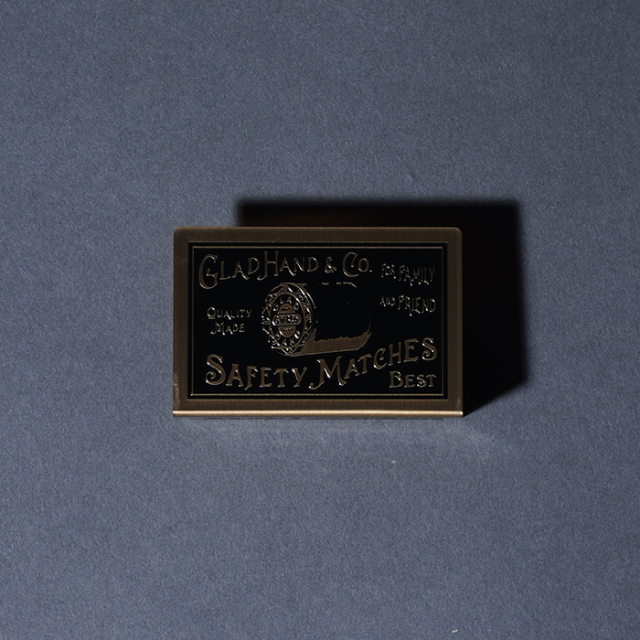 GLADHAND & CO.
FOR FAMILY
AND FRIEND
QUALITY
MADE
SAFETY MATCHES
BEST